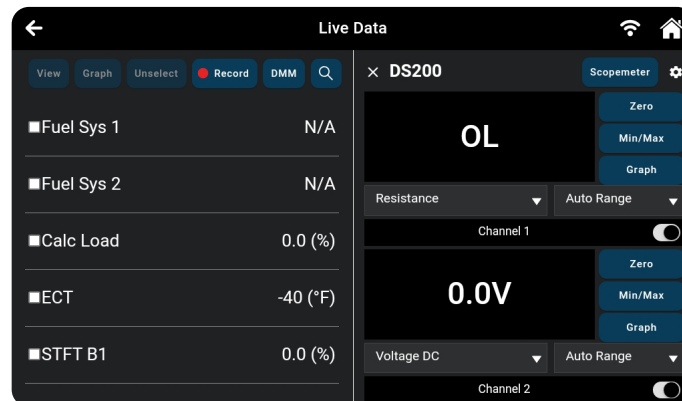 Live Data
View Graph Unselect Record DMM
Fuel Sys 1 N/A
Fuel Sys 2 N/A
Calc Load 0.0 (%)
ECT -40 (°F)
STFT B1 0.0 (%)
× DS200 Scopemeter
OL
Zero
Min/Max
Graph
Resistance Auto Range
Channel 1
0.0V
Zero
Min/Max
Graph
Voltage DC Auto Range
Channel 2